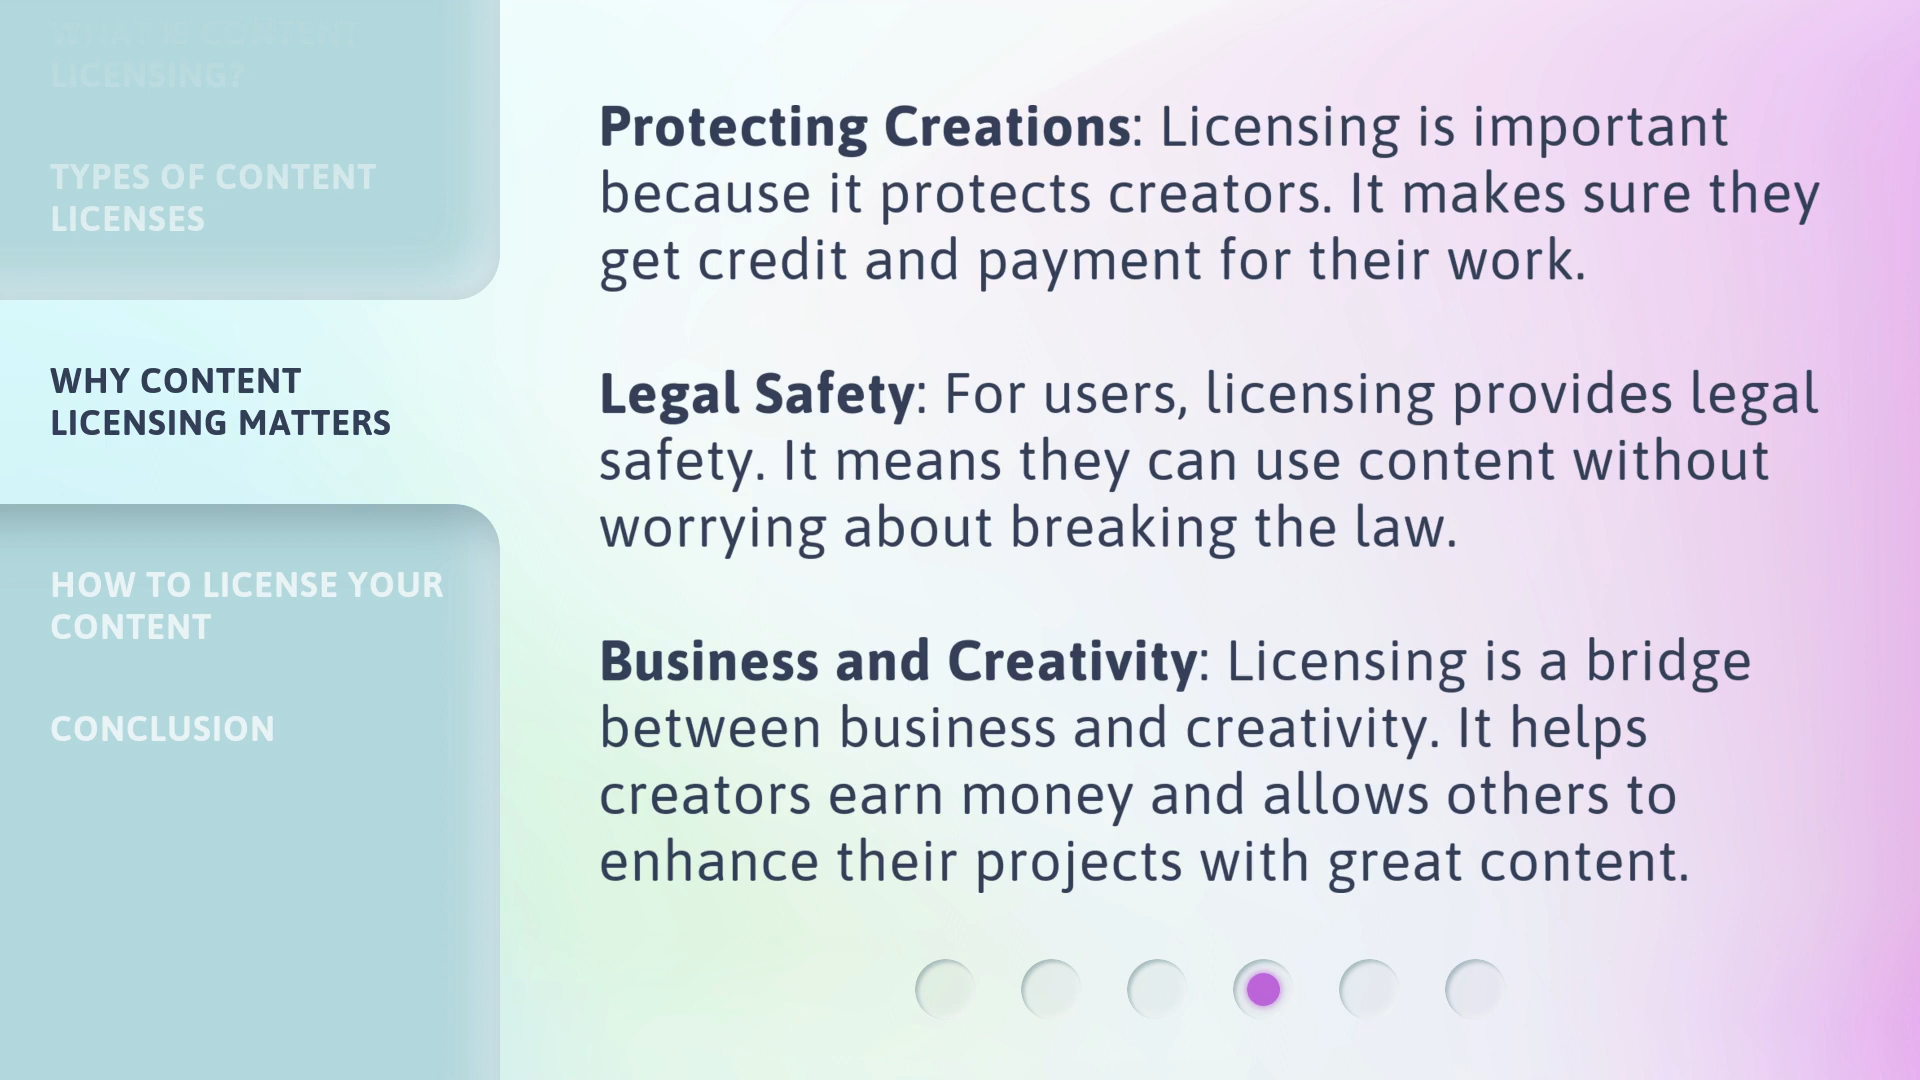 WHAT IS CONTENT
LICENSING?
TYPES OF CONTENT
LICENSES
WHY CONTENT
LICENSING MATTERS
HOW TO LICENSE YOUR
CONTENT
CONCLUSION
Protecting Creations: Licensing is important
because it protects creators. It makes sure they
get credit and payment for their work.
Legal Safety: For users, licensing provides legal
safety. It means they can use content without
worrying about breaking the law.
Business and Creativity: Licensing is a bridge
between business and creativity. It helps
creators earn money and allows others to
enhance their projects with great content.